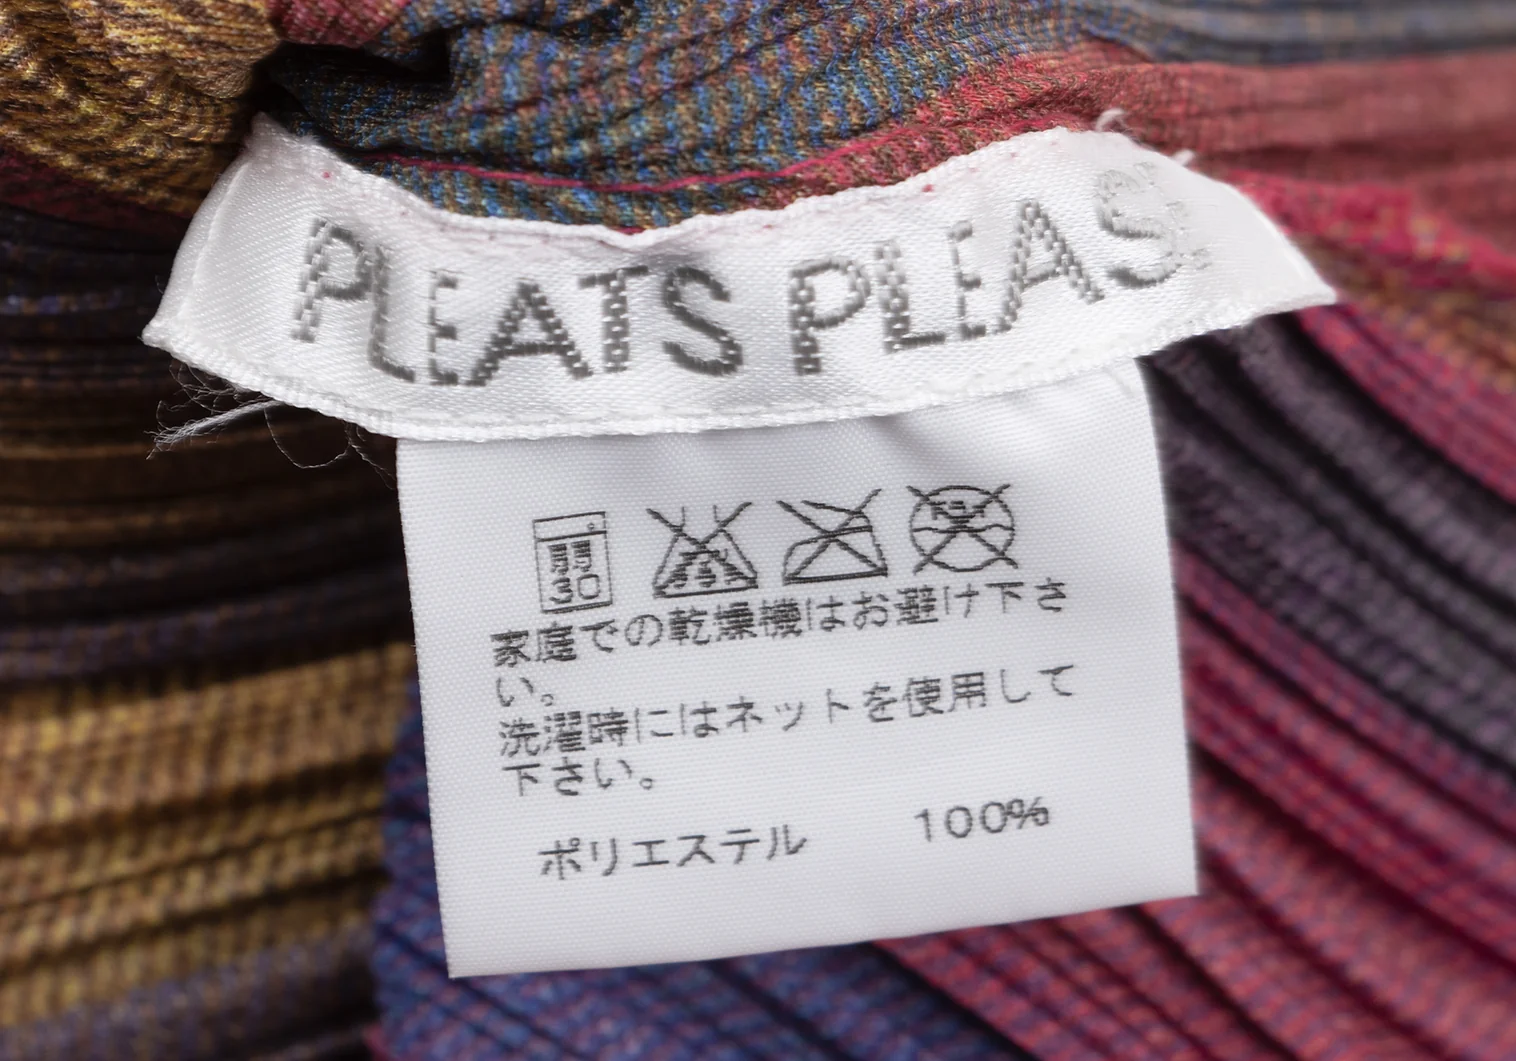 PLEATS PLEAS
弱
30
家庭での乾燥機はお避け下さ
い。
洗濯時にはネットを使用して
下さい。
ポリエステル 100%